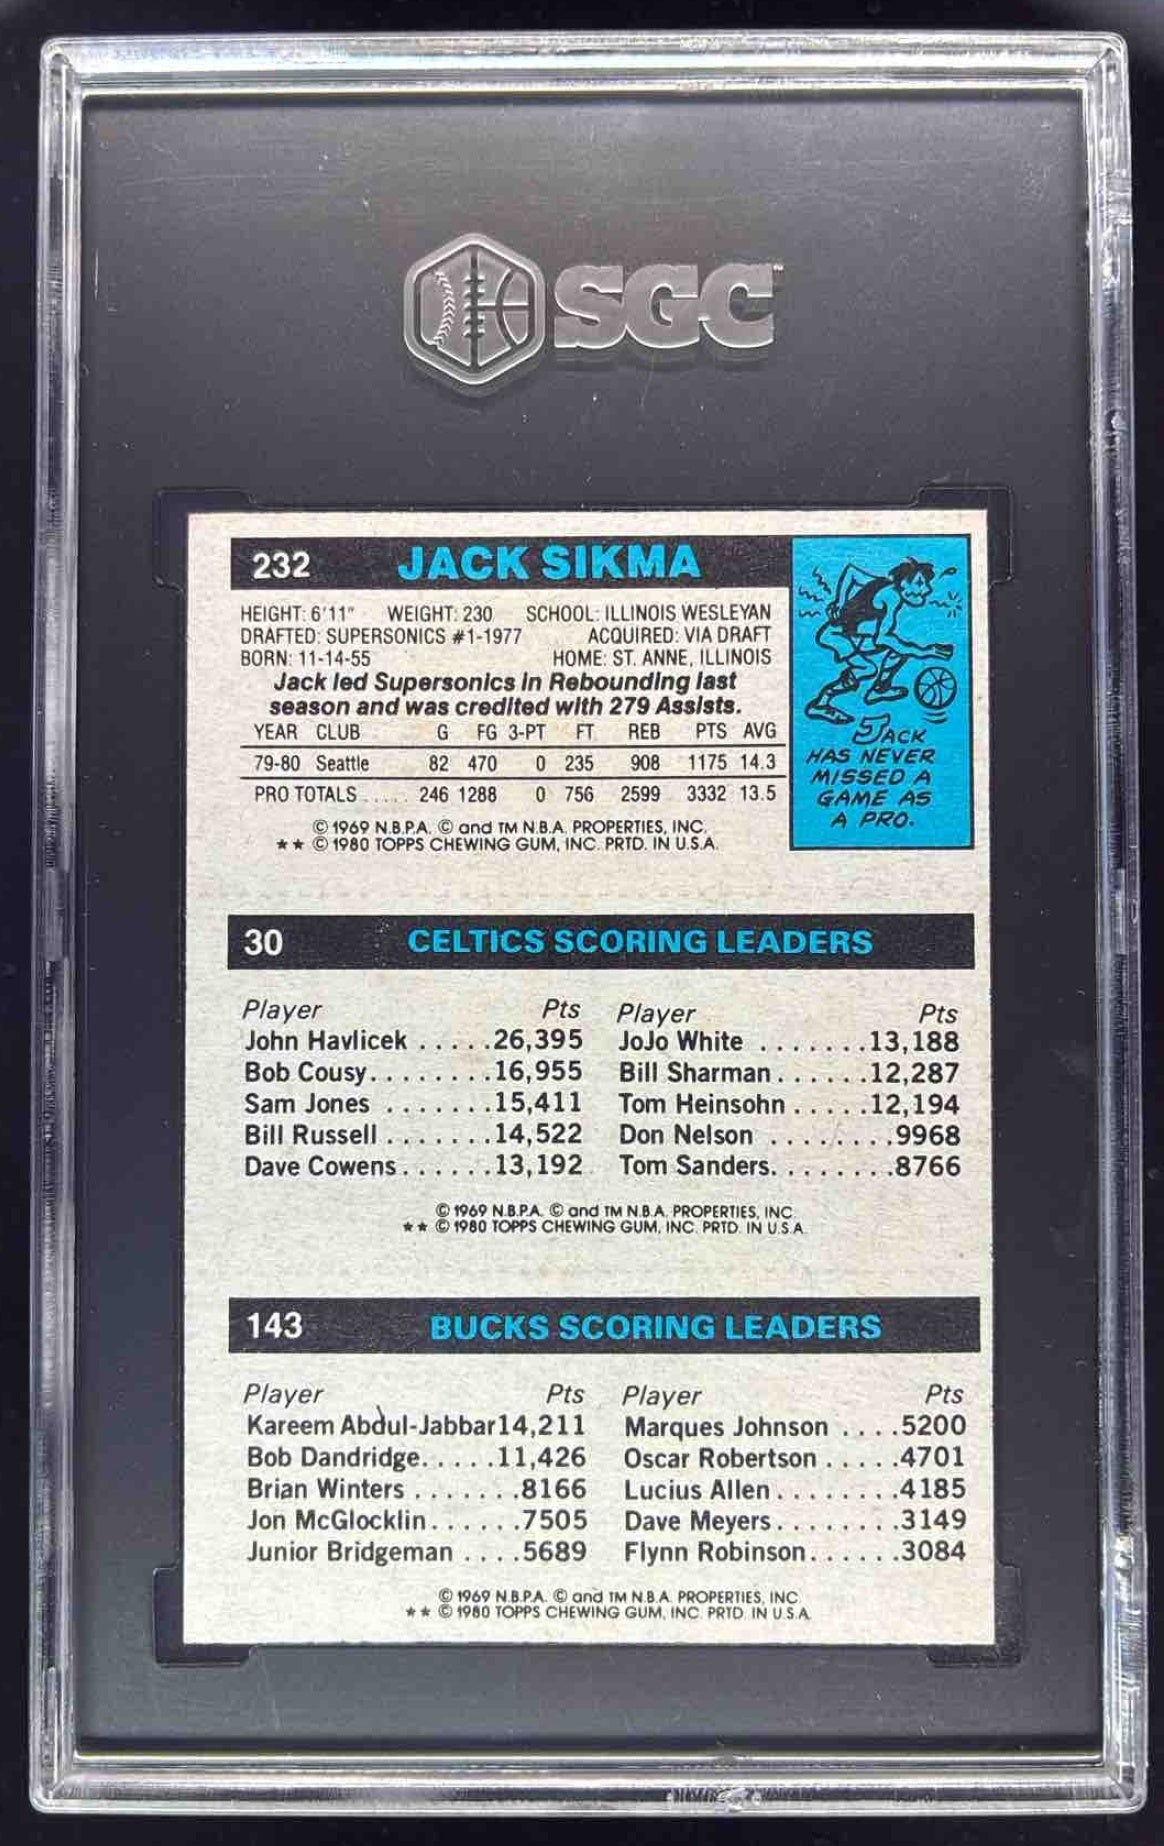 SGC™
232 JACK SIKMA
HEIGHT: 6'11" WEIGHT: 230 SCHOOL: ILLINOIS WESLEYAN
DRAFTED: SUPERSONICS #1-1977 ACQUIRED: VIA DRAFT
BORN: 11-14-55 HOME: ST. ANNE, ILLINOIS
Jack led Supersonics in Rebounding last
season and was credited with 279 Assists.
YEAR CLUB G FG 3-PT FT REB PTS AVG
79-80 Seattle 82 470 0 235 908 1175 14.3
PRO TOTALS ..... 246 1288 0 756 2599 3332 13.5
© 1969 N.B.P.A. © and TM N.B.A. PROPERTIES, INC.
★★ © 1980 TOPPS CHEWING GUM, INC. PRTD. IN U.S.A.
JACK
HAS NEVER
MISSED A
GAME AS
A PRO.
30 CELTICS SCORING LEADERS
Player Pts Player Pts
John Havlicek .....26,395 JoJo White .......13,188
Bob Cousy........16,955 Bill Sharman......12,287
Sam Jones .......15,411 Tom Heinsohn .....12,194
Bill Russell .......14,522 Don Nelson ........9968
Dave Cowens......13,192 Tom Sanders........8766
© 1969 N.B.P.A. © and TM N.B.A. PROPERTIES, INC.
★★ © 1980 TOPPS CHEWING GUM, INC. PRTD. IN U.S.A.
143 BUCKS SCORING LEADERS
Player Pts Player Pts
Kareem Abdul-Jabbar14,211 Marques Johnson ....5200
Bob Dandridge.....11,426 Oscar Robertson .....4701
Brian Winters .......8166 Lucius Allen........4185
Jon McGlocklin......7505 Dave Meyers........3149
Junior Bridgeman ....5689 Flynn Robinson......3084
© 1969 N.B.P.A. © and TM N.B.A. PROPERTIES, INC.
★★ © 1980 TOPPS CHEWING GUM, INC. PRTD. IN U.S.A.